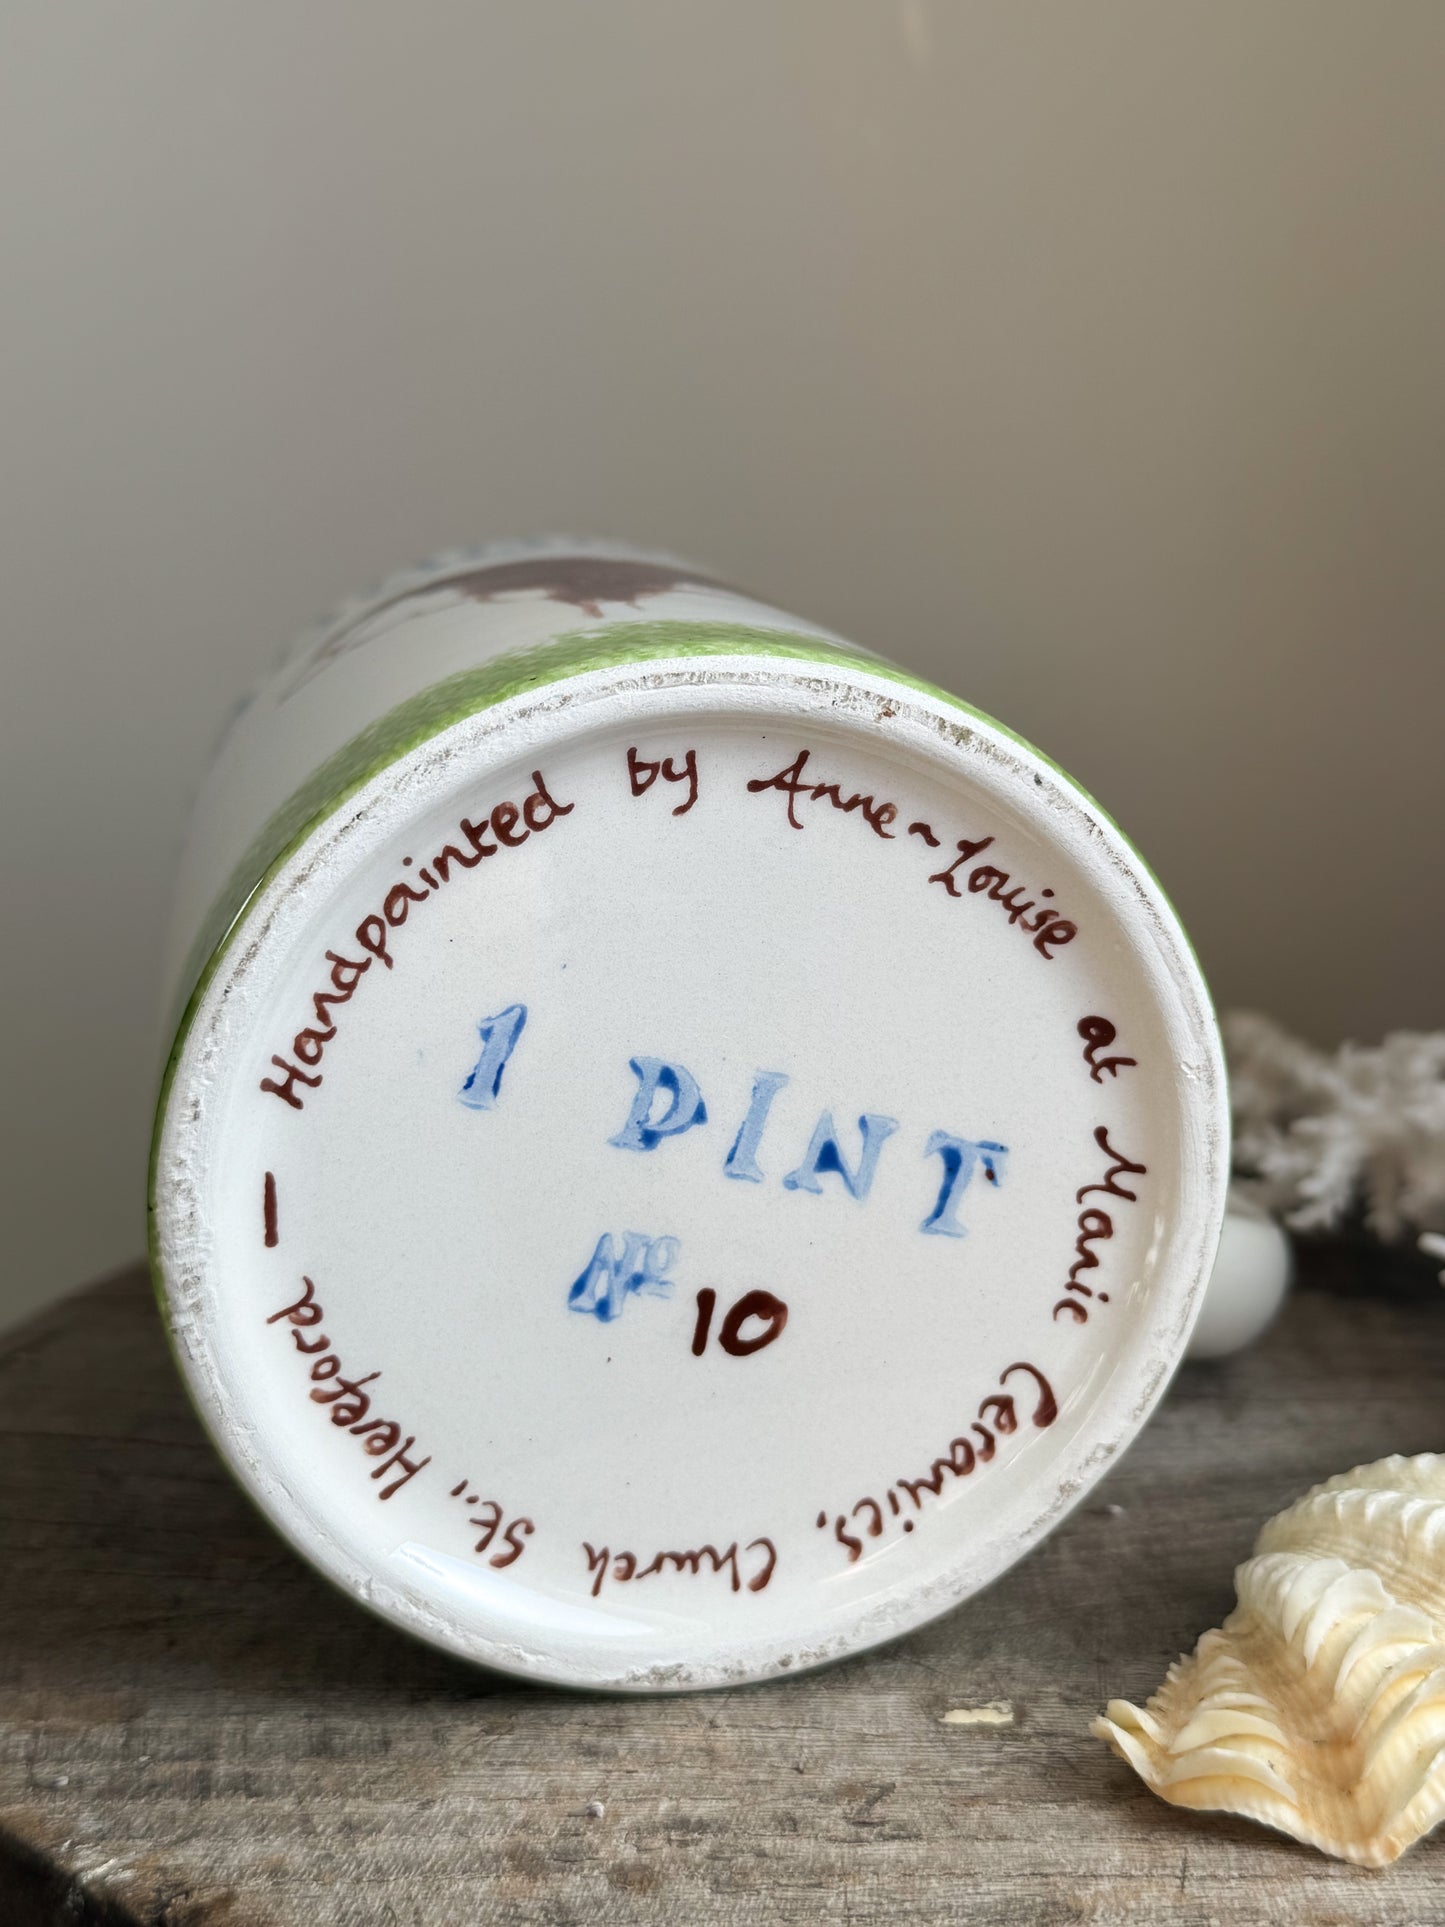 Handpainted by Anne~Louise at Manic Ceramics, Church St., Hereford —
1 PINT
No 10